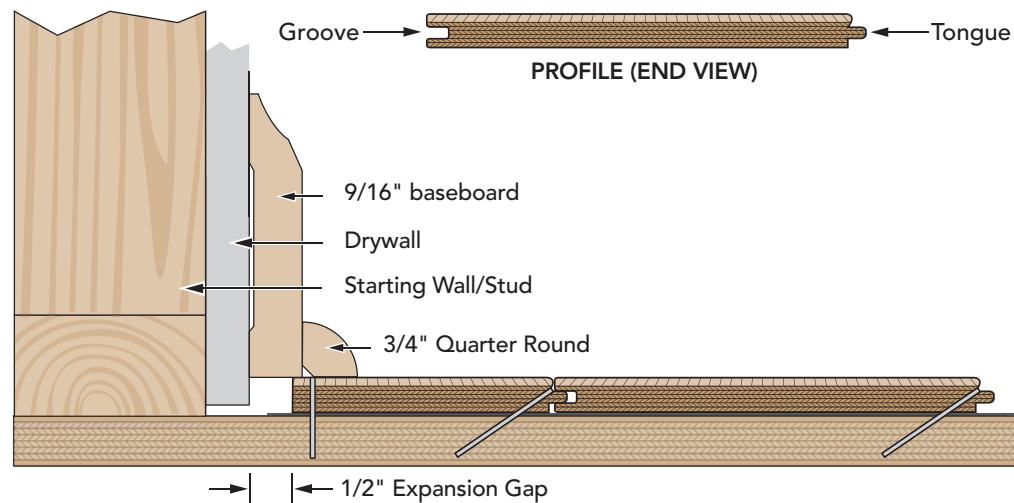 Groove
Tongue
PROFILE (END VIEW)
9/16" baseboard
Drywall
Starting Wall/Stud
3/4" Quarter Round
1/2" Expansion Gap